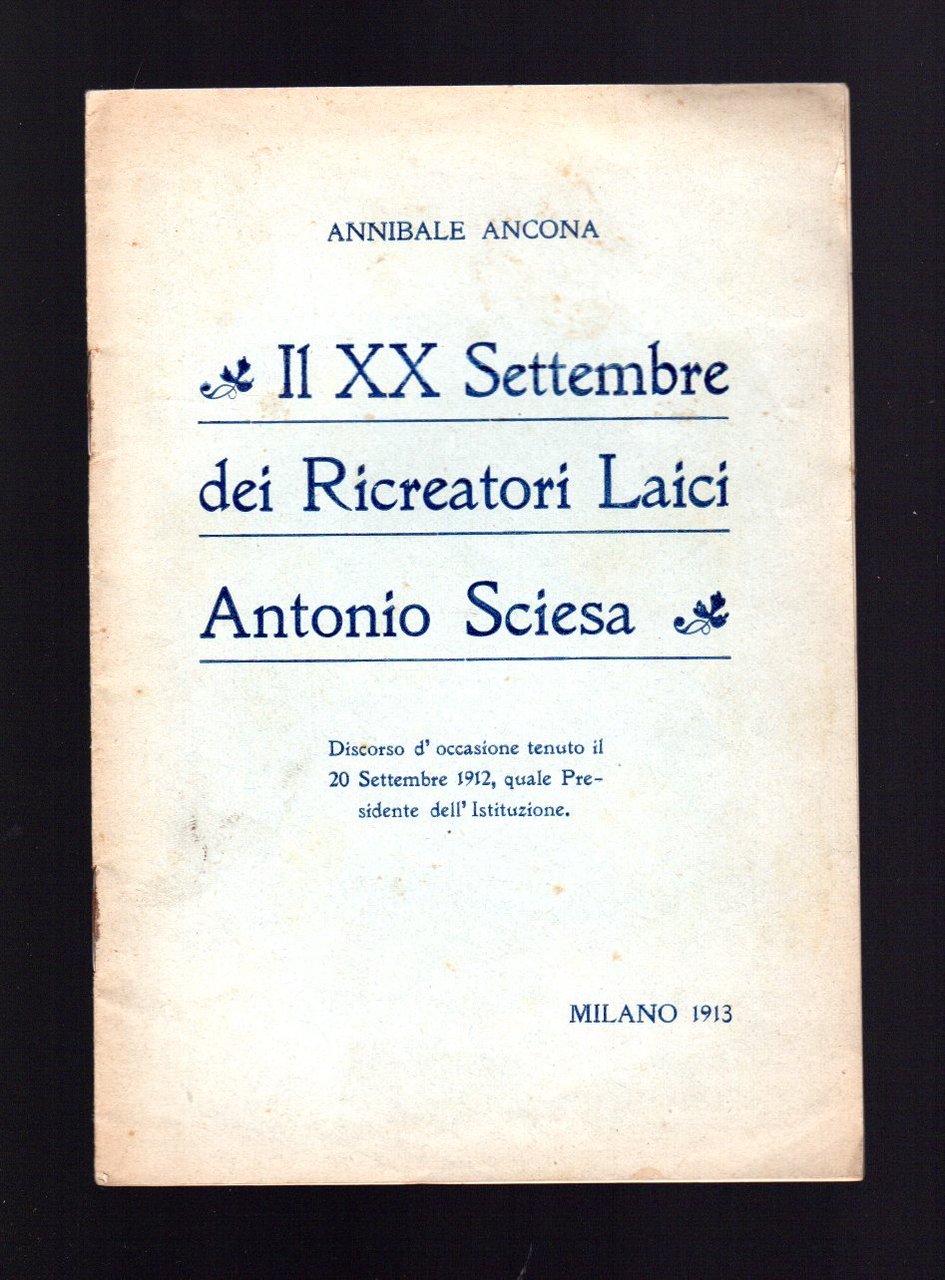 ANNIBALE ANCONA
Il XX Settembre
dei Ricreatori Laici
Antonio Sciesa
Discorso d' occasione tenuto il
20 Settembre 1912, quale Pre-
sidente dell' Istituzione.
MILANO 1913